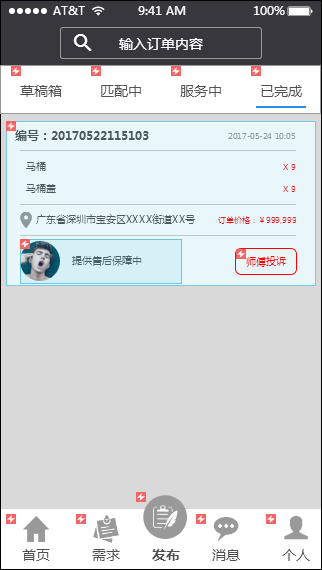 AT&T 9:41 AM 100%
输入订单内容
草稿箱 匹配中 服务中 已完成
编号：20170522115103 2017-05-24 10:05
马桶 X 9
马桶盖 X 9
广东省深圳市宝安区XXXX街道XX号 订单价格：￥999,999
提供售后保障中 师傅投诉
首页 需求 发布 消息 个人